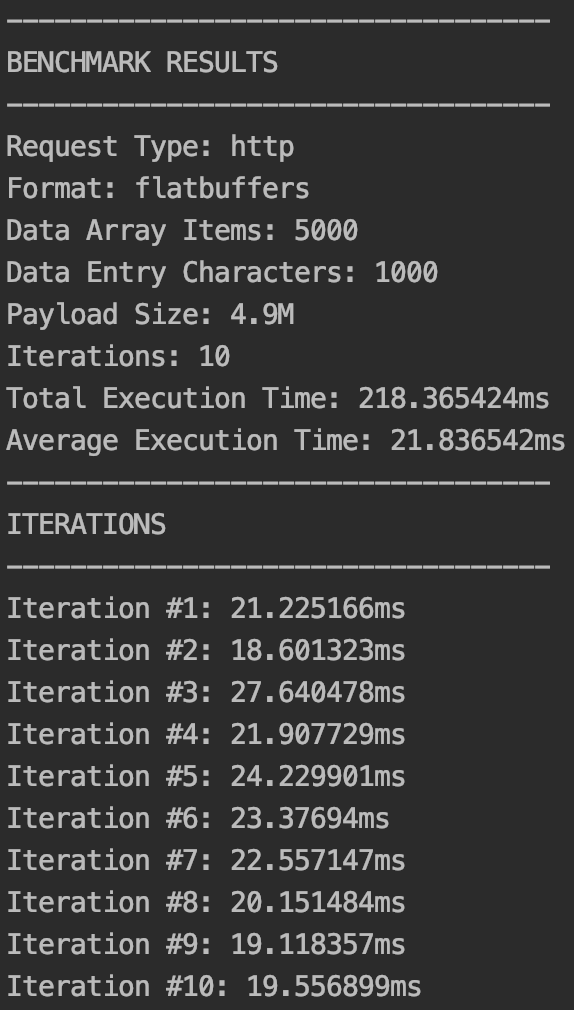 ----------------------------------
BENCHMARK RESULTS
----------------------------------
Request Type: http
Format: flatbuffers
Data Array Items: 5000
Data Entry Characters: 1000
Payload Size: 4.9M
Iterations: 10
Total Execution Time: 218.365424ms
Average Execution Time: 21.836542ms
----------------------------------
ITERATIONS
----------------------------------
Iteration #1: 21.225166ms
Iteration #2: 18.601323ms
Iteration #3: 27.640478ms
Iteration #4: 21.907729ms
Iteration #5: 24.229901ms
Iteration #6: 23.37694ms
Iteration #7: 22.557147ms
Iteration #8: 20.151484ms
Iteration #9: 19.118357ms
Iteration #10: 19.556899ms